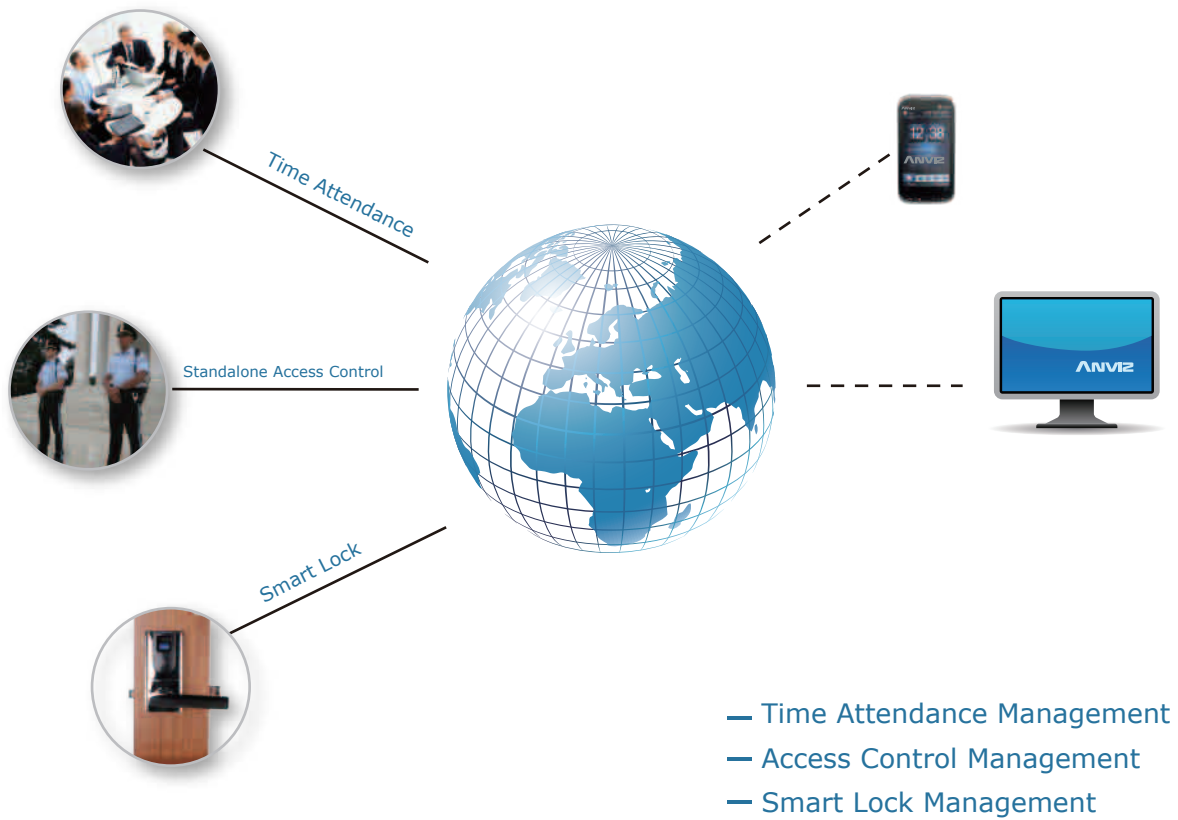 Time Attendance
12 38
ANVIZ
Standalone Access Control
ANVIZ
Smart Lock
Time Attendance Management
Access Control Management
Smart Lock Management